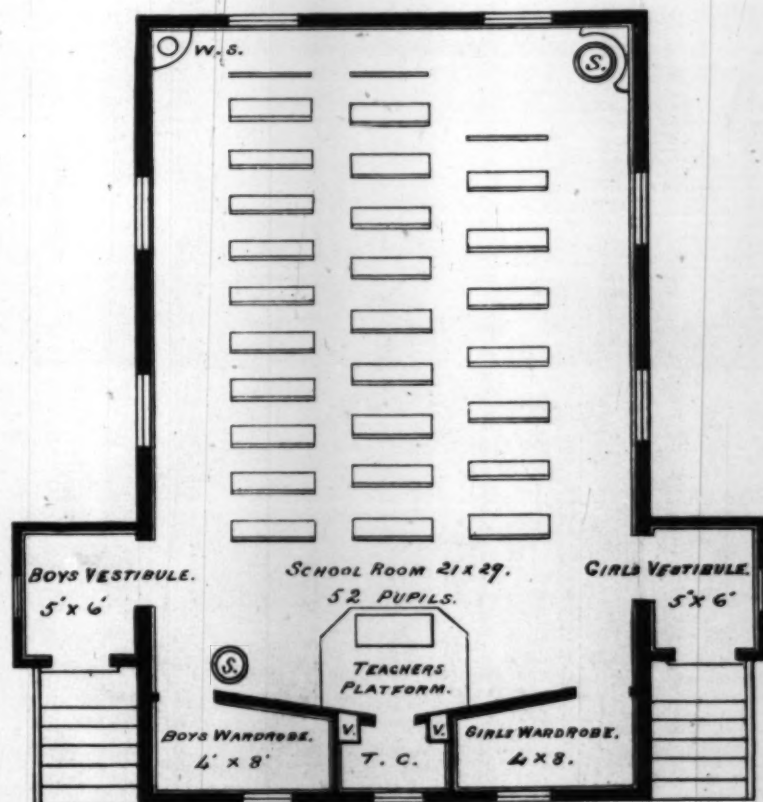 W.S.
S.
SCHOOL ROOM 21 X 29.
52 PUPILS.
BOYS VESTIBULE.
5' X 6'
GIRLS VESTIBULE.
5' X 6'
S.
TEACHERS
PLATFORM.
V.
V.
BOYS WARDROBE.
4' X 8'
T. C.
GIRLS WARDROBE.
4 X 8.